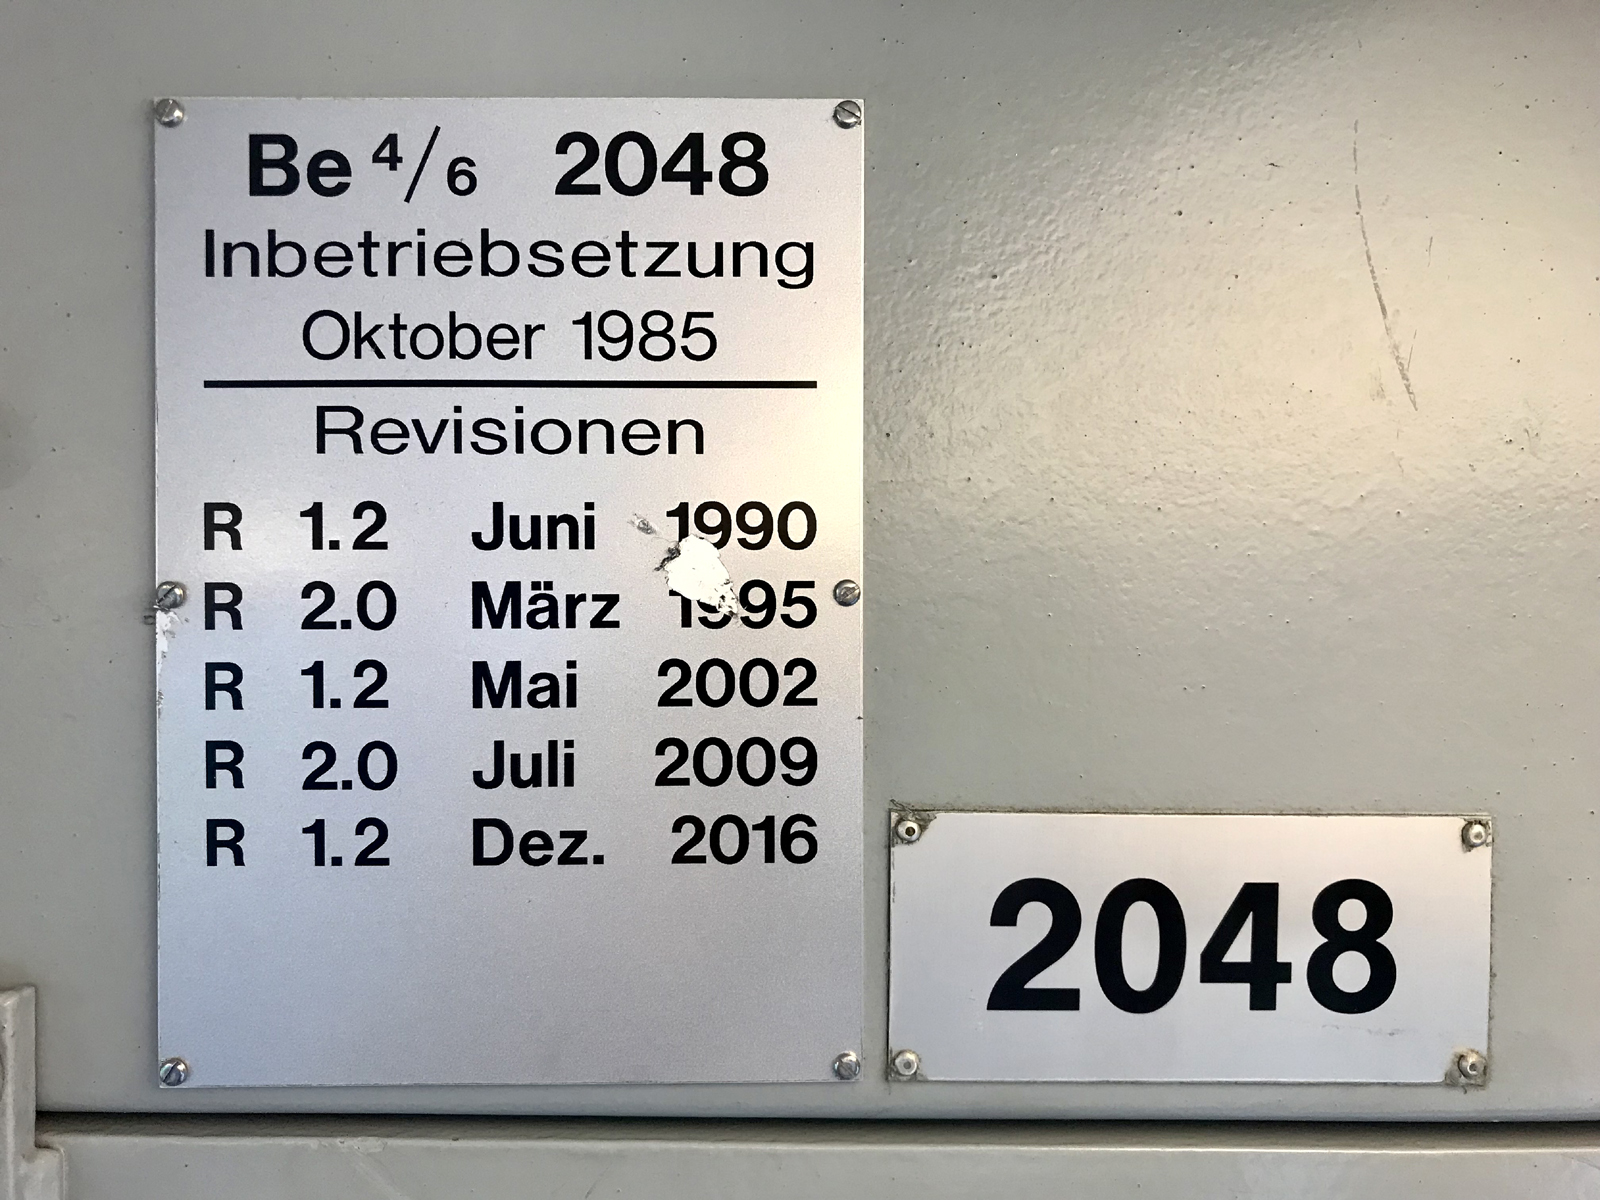 Be 4/6 2048
Inbetriebsetzung
Oktober 1985
Revisionen
R 1.2 Juni 1990
R 2.0 März 1995
R 1.2 Mai 2002
R 2.0 Juli 2009
R 1.2 Dez. 2016
2048